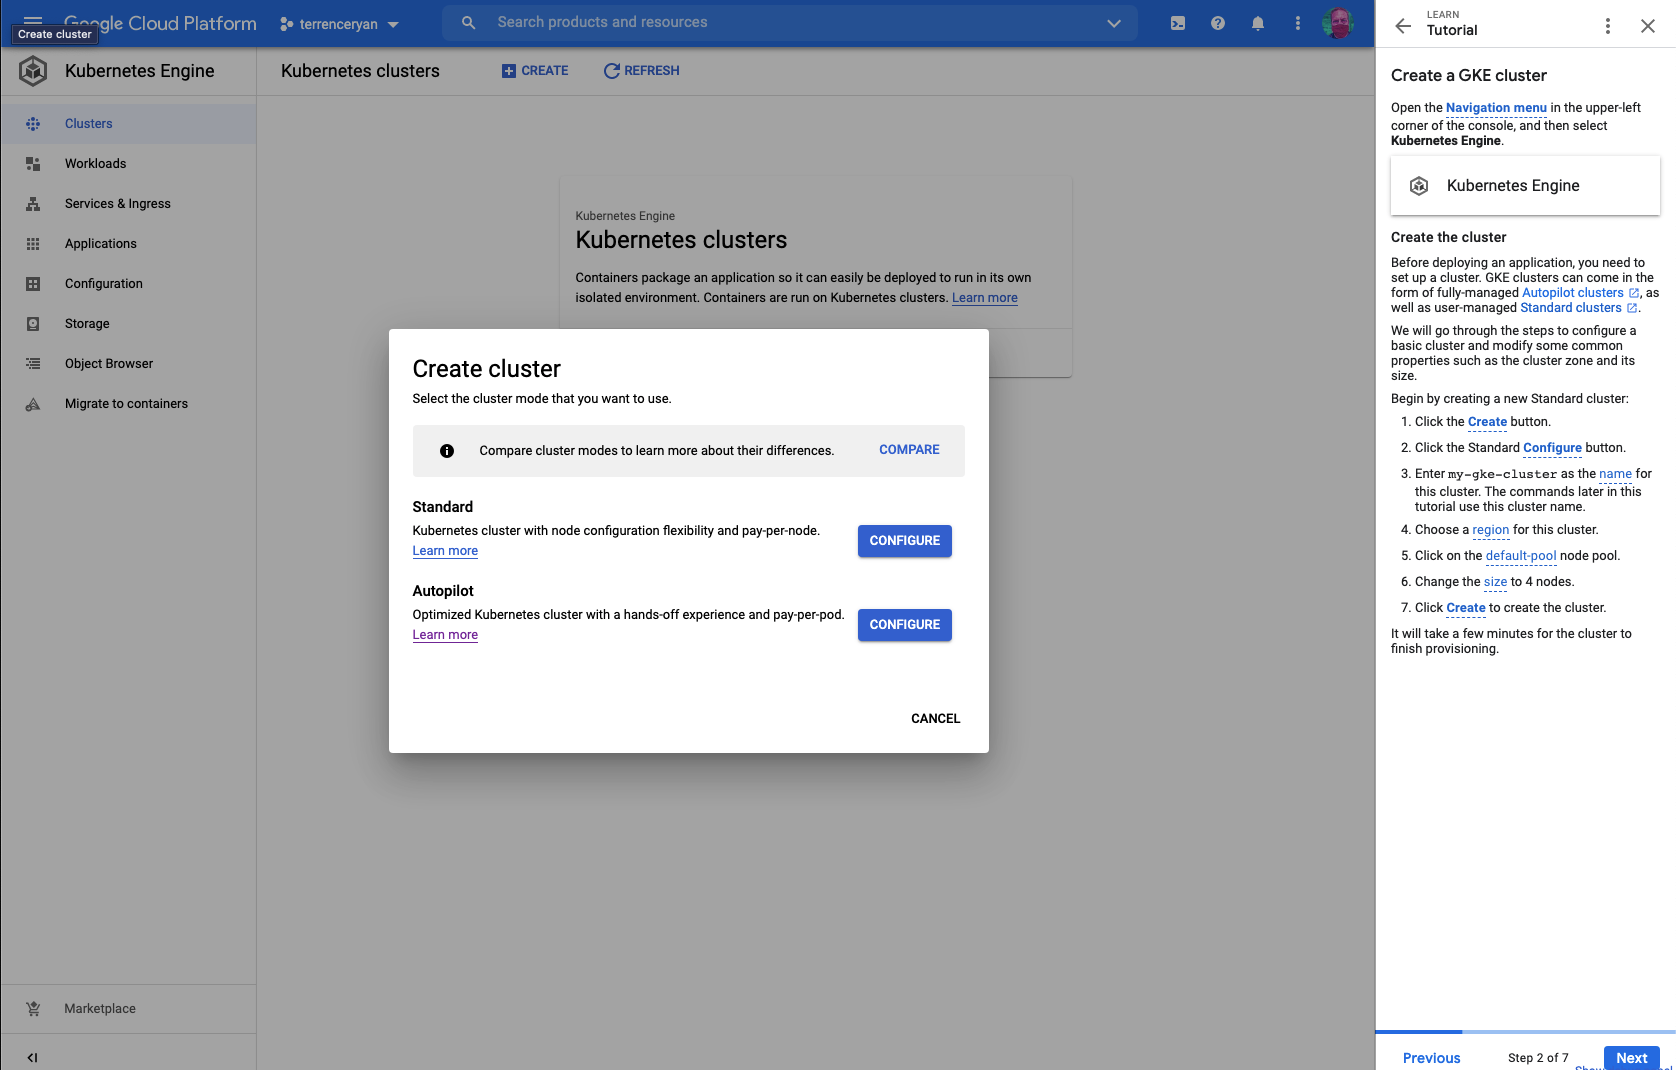 Google Cloud Platform
terrenceryan
Search products and resources
Create cluster
Kubernetes Engine
Kubernetes clusters
CREATE
REFRESH
Clusters
Workloads
Services & Ingress
Applications
Configuration
Storage
Object Browser
Migrate to containers
Marketplace
Kubernetes Engine
Kubernetes clusters
Containers package an application so it can easily be deployed to run in its own
isolated environment. Containers are run on Kubernetes clusters. Learn more
Create cluster
Select the cluster mode that you want to use.
Compare cluster modes to learn more about their differences.
COMPARE
Standard
Kubernetes cluster with node configuration flexibility and pay-per-node.
Learn more
CONFIGURE
Autopilot
Optimized Kubernetes cluster with a hands-off experience and pay-per-pod.
Learn more
CONFIGURE
CANCEL
LEARN
Tutorial
Create a GKE cluster
Open the Navigation menu in the upper-left
corner of the console, and then select
Kubernetes Engine.
Kubernetes Engine
Create the cluster
Before deploying an application, you need to
set up a cluster. GKE clusters can come in the
form of fully-managed Autopilot clusters, as
well as user-managed Standard clusters.
We will go through the steps to configure a
basic cluster and modify some common
properties such as the cluster zone and its
size.
Begin by creating a new Standard cluster:
1. Click the Create button.
2. Click the Standard Configure button.
3. Enter my-gke-cluster as the name for
this cluster. The commands later in this
tutorial use this cluster name.
4. Choose a region for this cluster.
5. Click on the default-pool node pool.
6. Change the size to 4 nodes.
7. Click Create to create the cluster.
It will take a few minutes for the cluster to
finish provisioning.
Previous
Step 2 of 7
Next